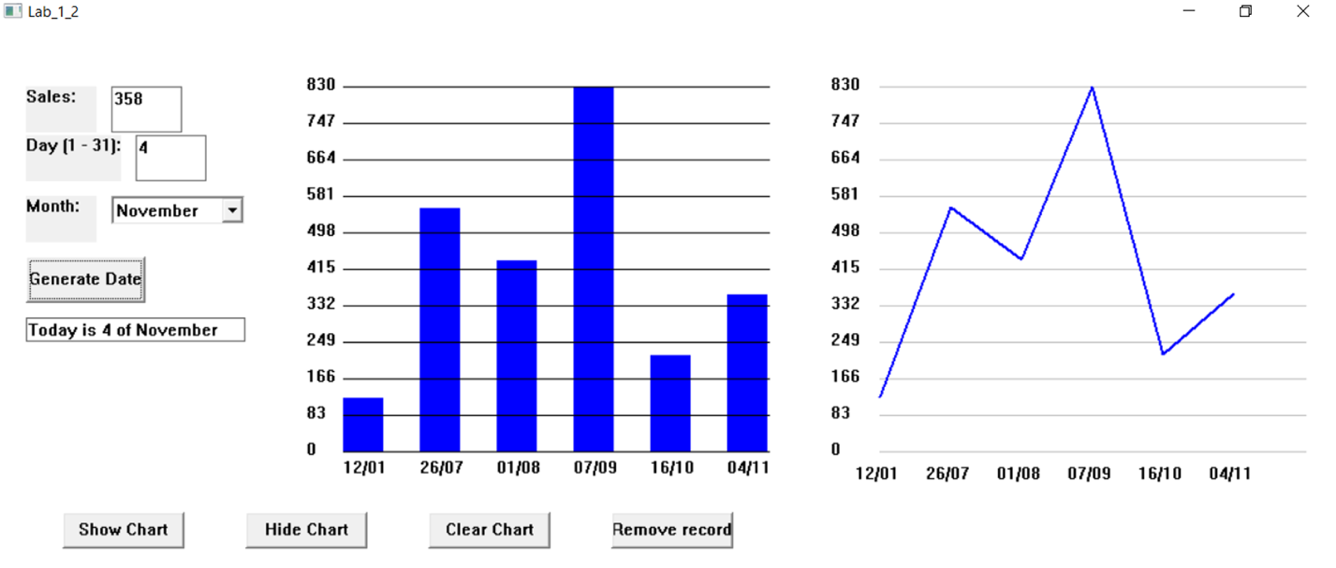 Lab_1_2
Sales:
358
Day (1 - 31):
4
Month:
November
Generate Date
Today is 4 of November
830
747
664
581
498
415
332
249
166
83
0
12/01 26/07 01/08 07/09 16/10 04/11
830
747
664
581
498
415
332
249
166
83
0
12/01 26/07 01/08 07/09 16/10 04/11
Show Chart
Hide Chart
Clear Chart
Remove record